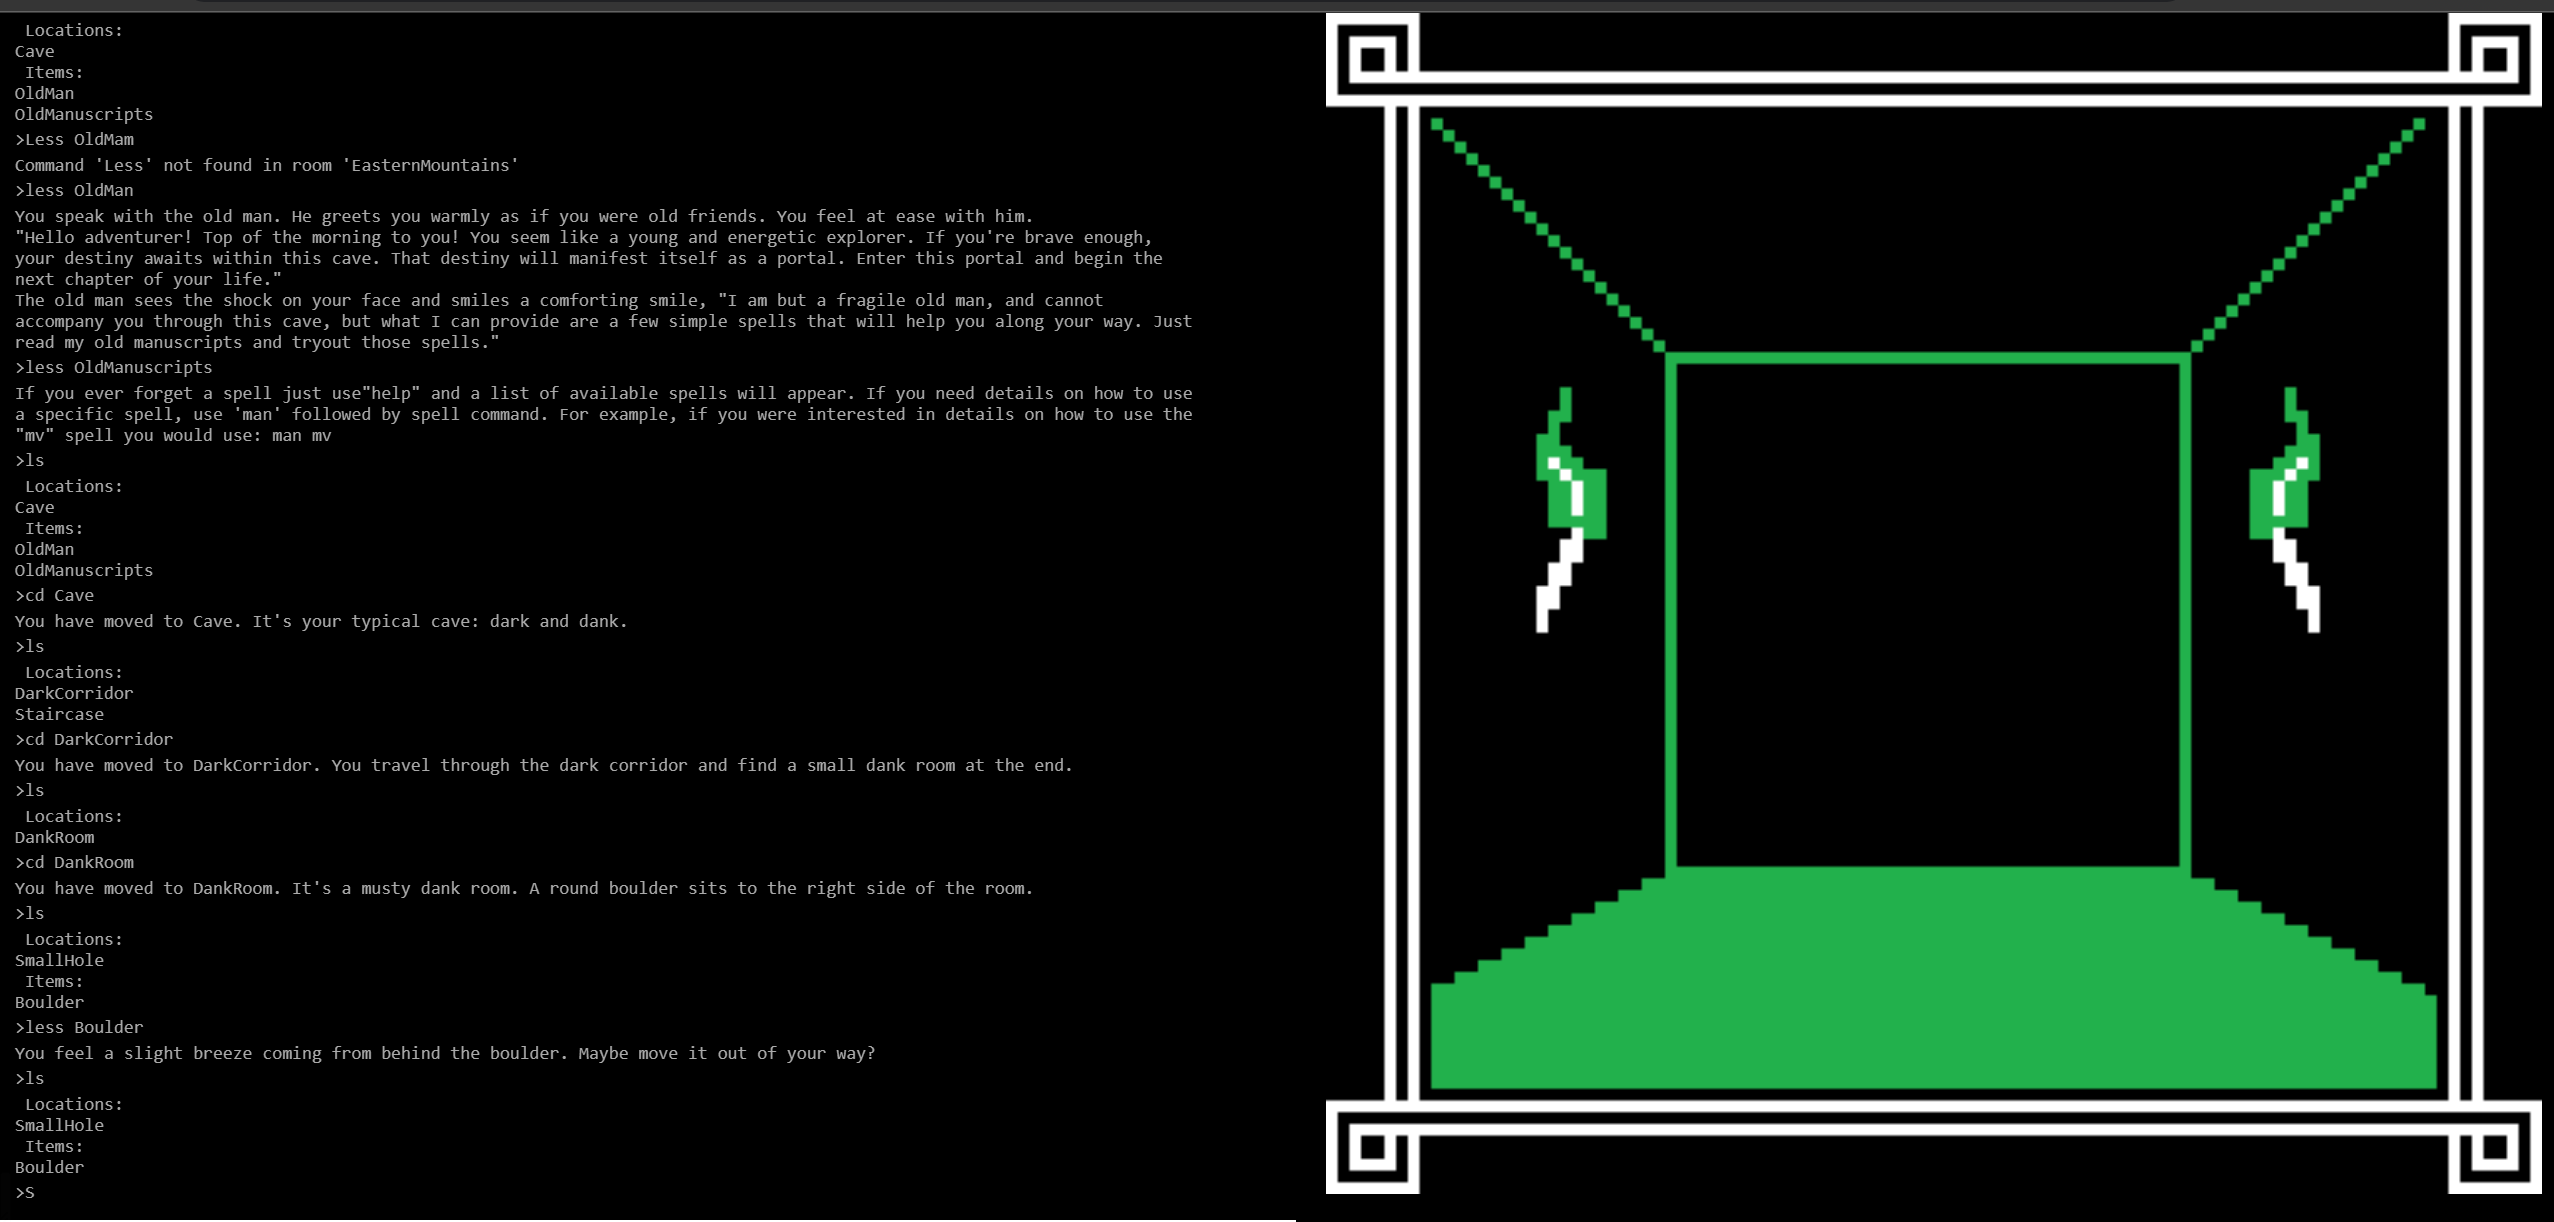 Locations:
Cave
Items:
OldMan
OldManuscripts
>Less OldMam
Command 'Less' not found in room 'EasternMountains'
>less OldMan
You speak with the old man. He greets you warmly as if you were old friends. You feel at ease with him.
"Hello adventurer! Top of the morning to you! You seem like a young and energetic explorer. If you're brave enough,
your destiny awaits within this cave. That destiny will manifest itself as a portal. Enter this portal and begin the
next chapter of your life."
The old man sees the shock on your face and smiles a comforting smile, "I am but a fragile old man, and cannot
accompany you through this cave, but what I can provide are a few simple spells that will help you along your way. Just
read my old manuscripts and tryout those spells."
>less OldManuscripts
If you ever forget a spell just use"help" and a list of available spells will appear. If you need details on how to use
a specific spell, use 'man' followed by spell command. For example, if you were interested in details on how to use the
"mv" spell you would use: man mv
>ls
Locations:
Cave
Items:
OldMan
OldManuscripts
>cd Cave
You have moved to Cave. It's your typical cave: dark and dank.
>ls
Locations:
DarkCorridor
Staircase
>cd DarkCorridor
You have moved to DarkCorridor. You travel through the dark corridor and find a small dank room at the end.
>ls
Locations:
DankRoom
>cd DankRoom
You have moved to DankRoom. It's a musty dank room. A round boulder sits to the right side of the room.
>ls
Locations:
SmallHole
Items:
Boulder
>less Boulder
You feel a slight breeze coming from behind the boulder. Maybe move it out of your way?
>ls
Locations:
SmallHole
Items:
Boulder
>S